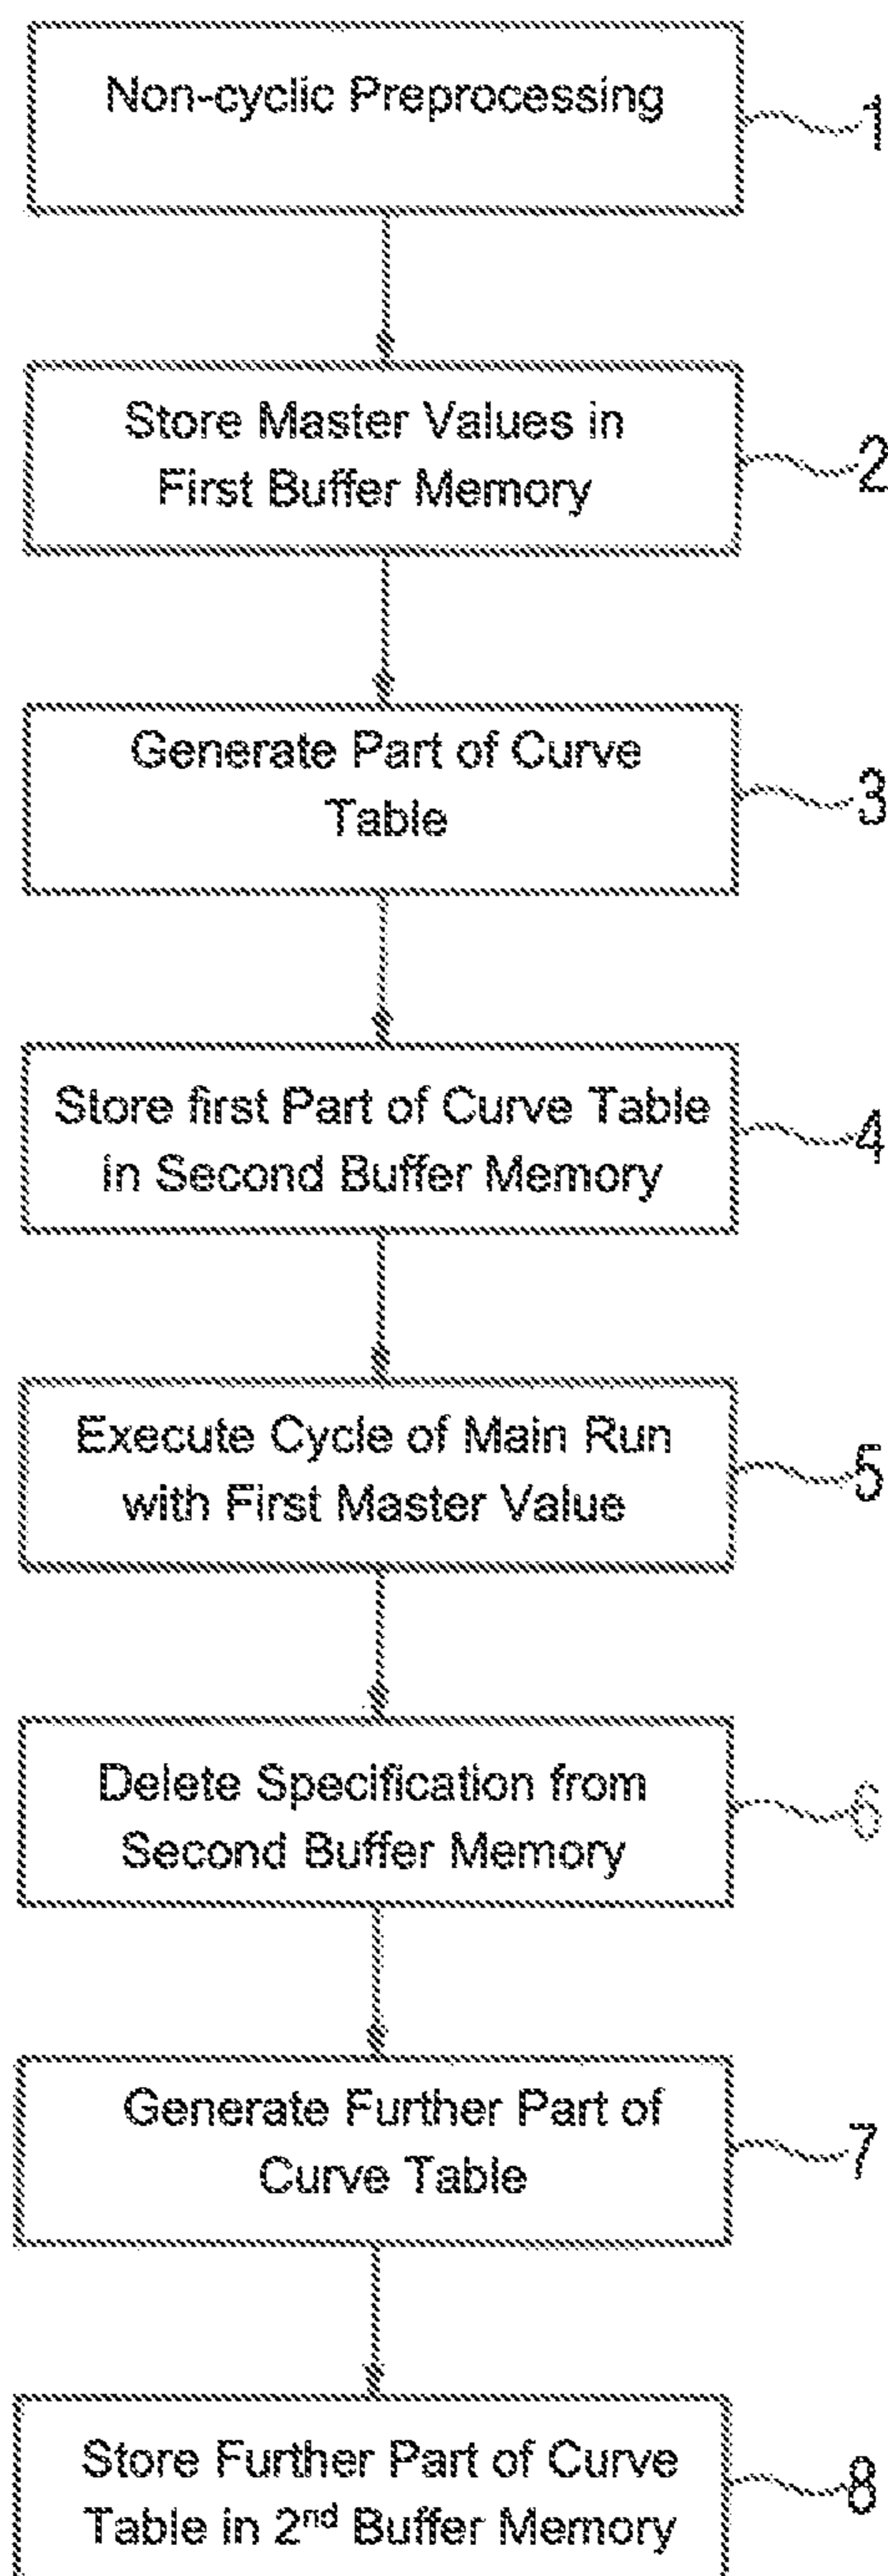 Non-cyclic Preprocessing
1
Store Master Values in
First Buffer Memory
2
Generate Part of Curve
Table
3
Store first Part of Curve Table
in Second Buffer Memory
4
Execute Cycle of Main Run
with First Master Value
5
Delete Specification from
Second Buffer Memory
6
Generate Further Part of
Curve Table
7
Store Further Part of Curve
Table in 2nd Buffer Memory
8